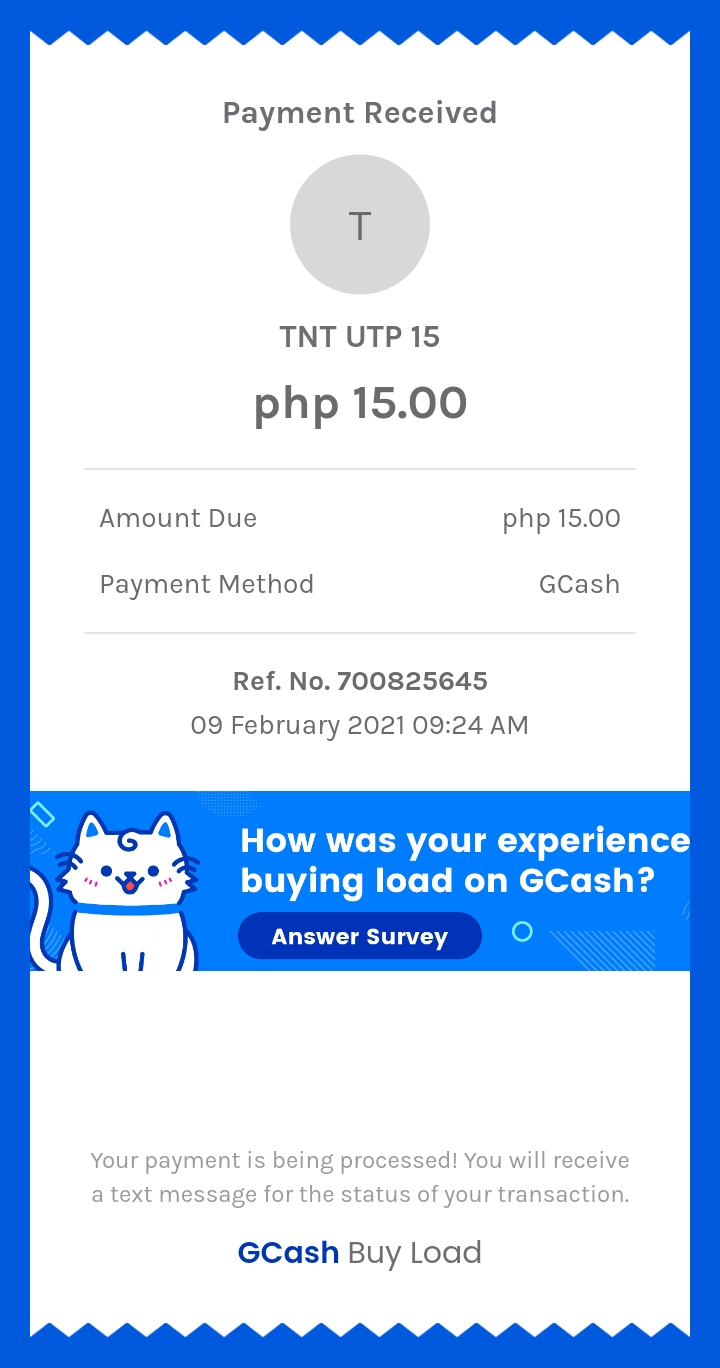 Payment Received
T
TNT UTP 15
php 15.00
Amount Due php 15.00
Payment Method GCash
Ref. No. 700825645
09 February 2021 09:24 AM
How was your experience
buying load on GCash?
Answer Survey
Your payment is being processed! You will receive
a text message for the status of your transaction.
GCash Buy Load